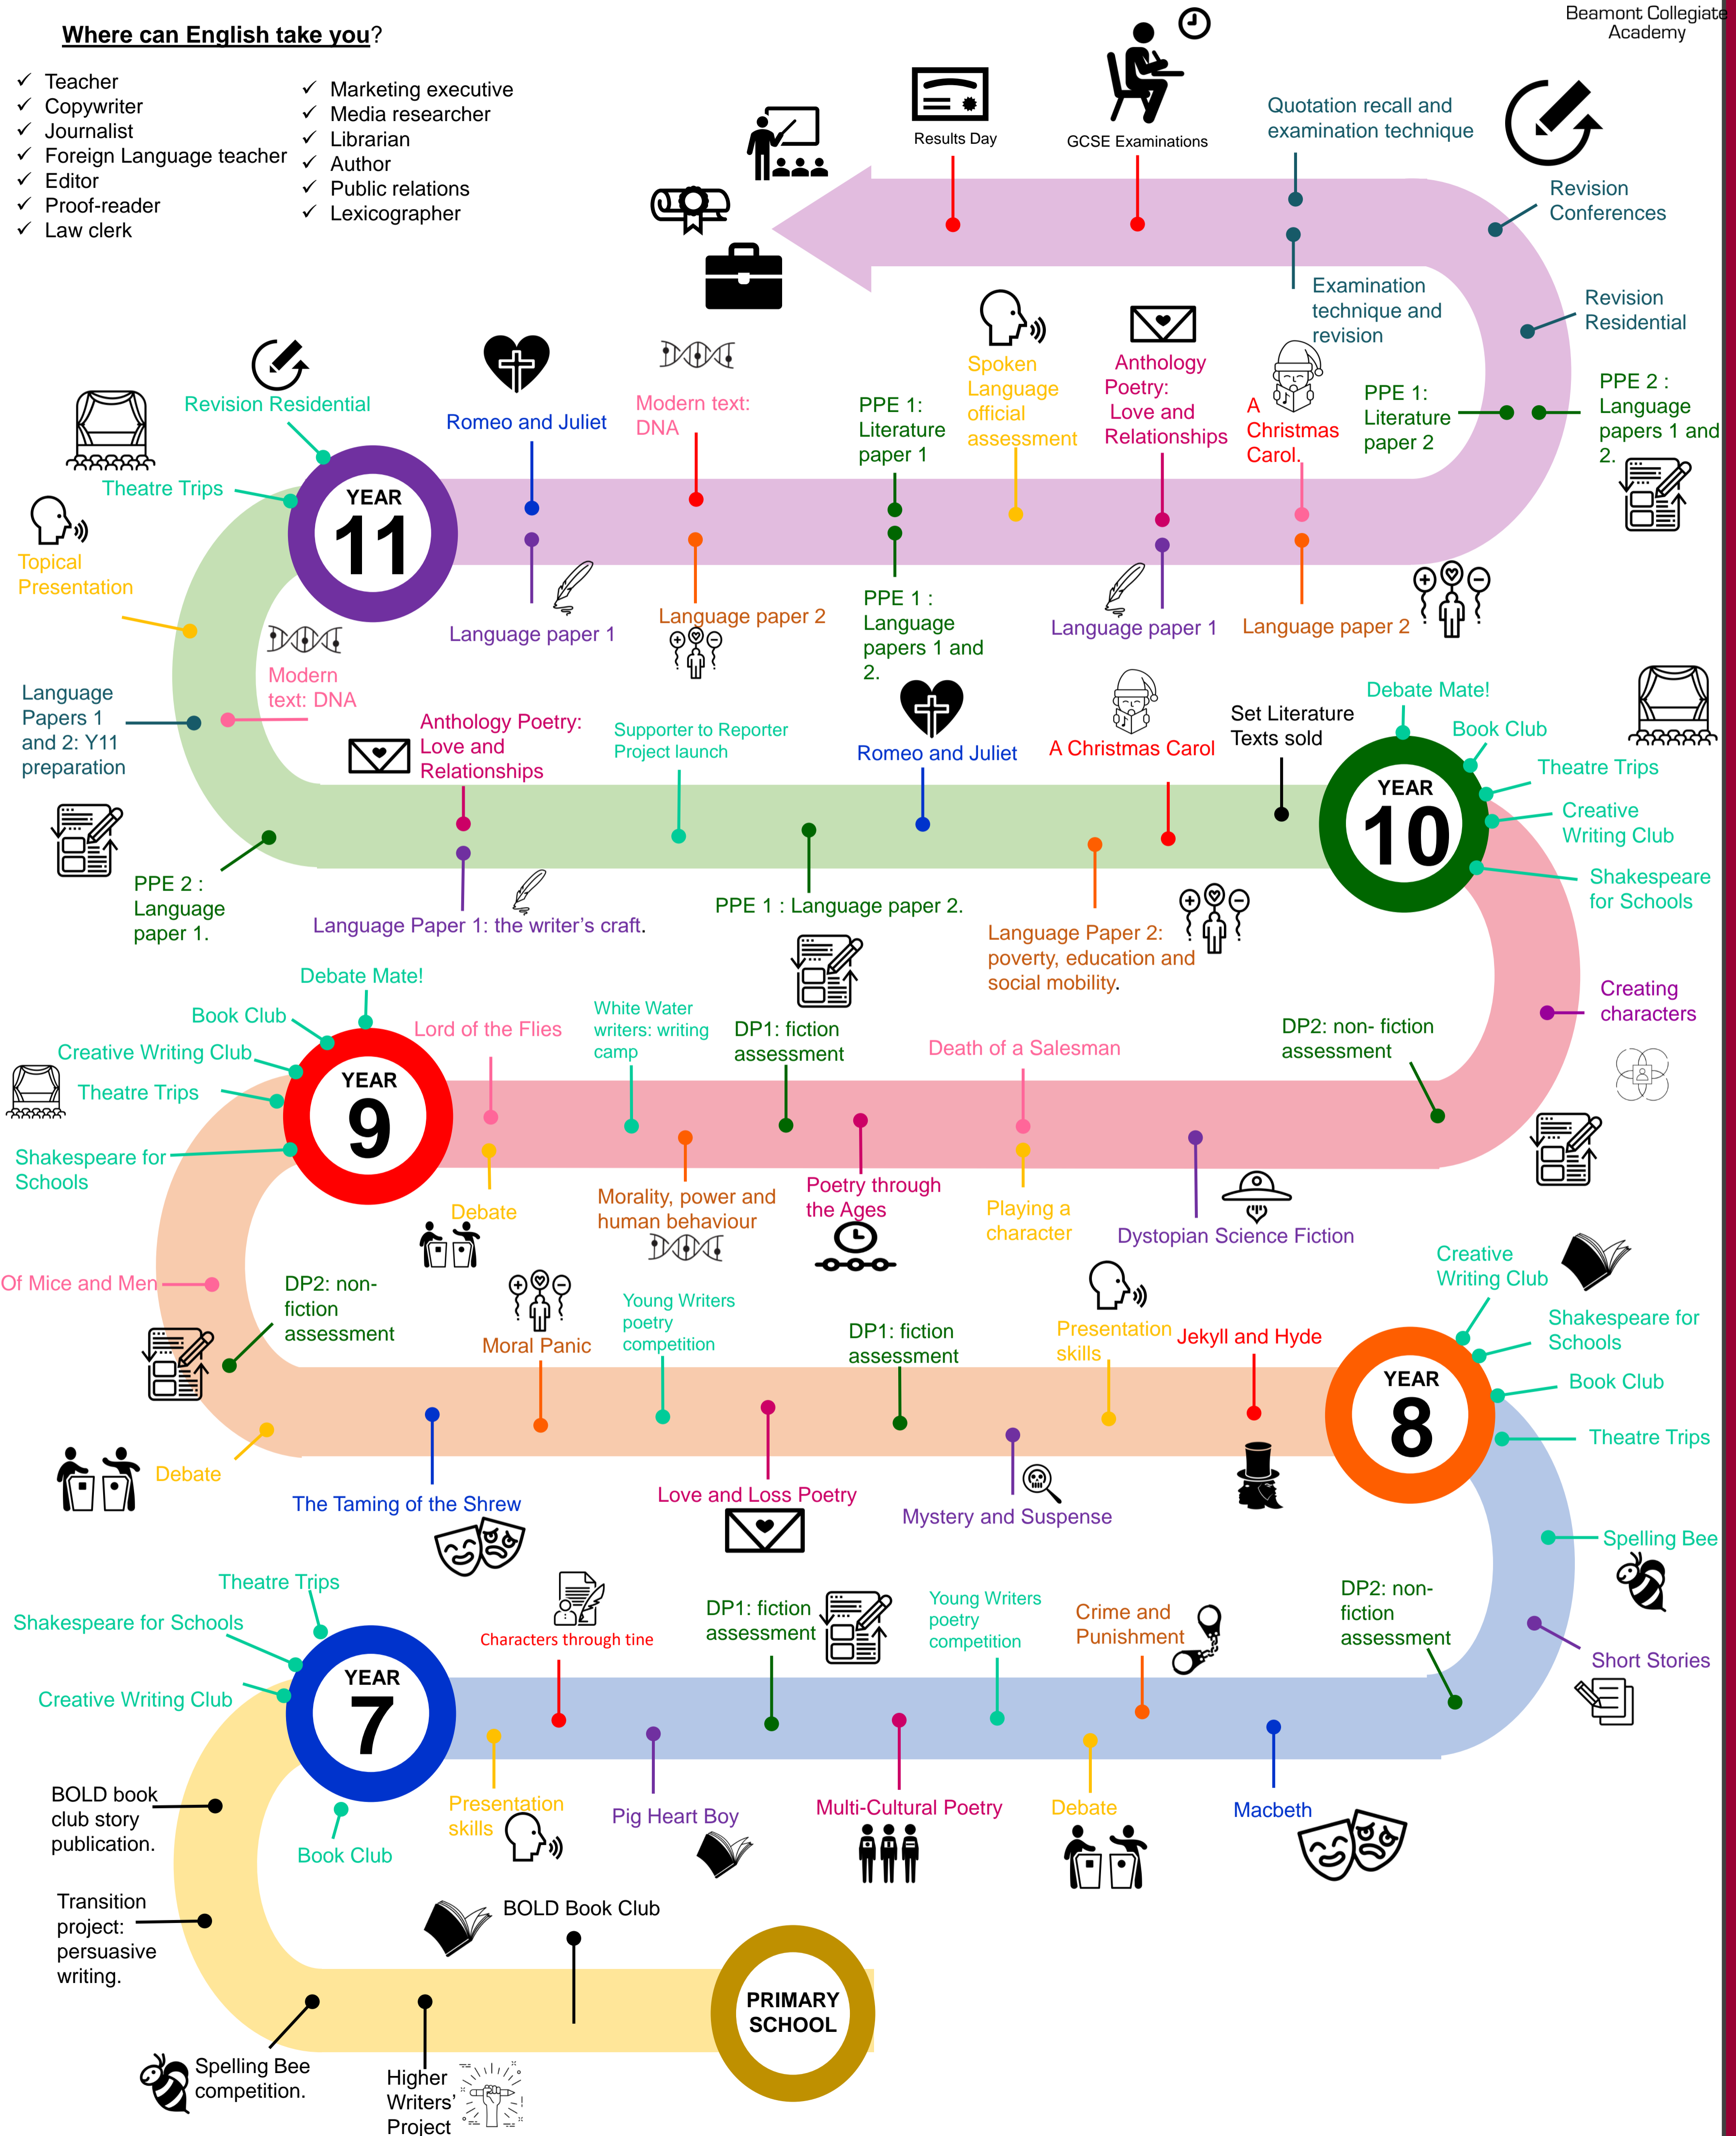 Beamont Collegiate
Academy
Where can English take you?
✓ Teacher
✓ Copywriter
✓ Journalist
✓ Foreign Language teacher
✓ Editor
✓ Proof-reader
✓ Law clerk
✓ Marketing executive
✓ Media researcher
✓ Librarian
✓ Author
✓ Public relations
✓ Lexicographer
Results Day
GCSE Examinations
Quotation recall and
examination technique
Revision
Conferences
Examination
technique and
revision
Revision
Residential
PPE 1:
Literature
paper 2
PPE 2 :
Language
papers 1 and
2.
Revision Residential
Theatre Trips
YEAR
11
Romeo and Juliet
Modern text:
DNA
PPE 1:
Literature
paper 1
Spoken
Language
official
assessment
Anthology
Poetry:
Love and
Relationships
A
Christmas
Carol.
Language paper 1
Language paper 2
PPE 1 :
Language
papers 1 and
2.
Language paper 1
Language paper 2
Topical
Presentation
Modern
text: DNA
Language
Papers 1
and 2: Y11
preparation
PPE 2 :
Language
paper 1.
Anthology Poetry:
Love and
Relationships
Supporter to Reporter
Project launch
Romeo and Juliet
A Christmas Carol
Set Literature
Texts sold
Debate Mate!
Book Club
Theatre Trips
Creative
Writing Club
Shakespeare
for Schools
YEAR
10
Language Paper 1: the writer’s craft.
PPE 1 : Language paper 2.
Language Paper 2:
poverty, education and
social mobility.
Creating
characters
DP2: non- fiction
assessment
Debate Mate!
Book Club
Creative Writing Club
Theatre Trips
Shakespeare for
Schools
YEAR
9
Lord of the Flies
White Water
writers: writing
camp
DP1: fiction
assessment
Death of a Salesman
Debate
Morality, power and
human behaviour
Poetry through
the Ages
Playing a
character
Dystopian Science Fiction
Of Mice and Men
DP2: non-
fiction
assessment
Debate
Moral Panic
Young Writers
poetry
competition
DP1: fiction
assessment
Presentation
skills
Jekyll and Hyde
Creative
Writing Club
Shakespeare for
Schools
Book Club
Theatre Trips
YEAR
8
The Taming of the Shrew
Love and Loss Poetry
Mystery and Suspense
Spelling Bee
Short Stories
DP2: non-
fiction
assessment
Theatre Trips
Shakespeare for Schools
Creative Writing Club
Book Club
YEAR
7
Characters through tine
DP1: fiction
assessment
Young Writers
poetry
competition
Crime and
Punishment
Presentation
skills
Pig Heart Boy
Multi-Cultural Poetry
Debate
Macbeth
BOLD book
club story
publication.
Transition
project:
persuasive
writing.
BOLD Book Club
Spelling Bee
competition.
Higher
Writers’
Project
PRIMARY
SCHOOL